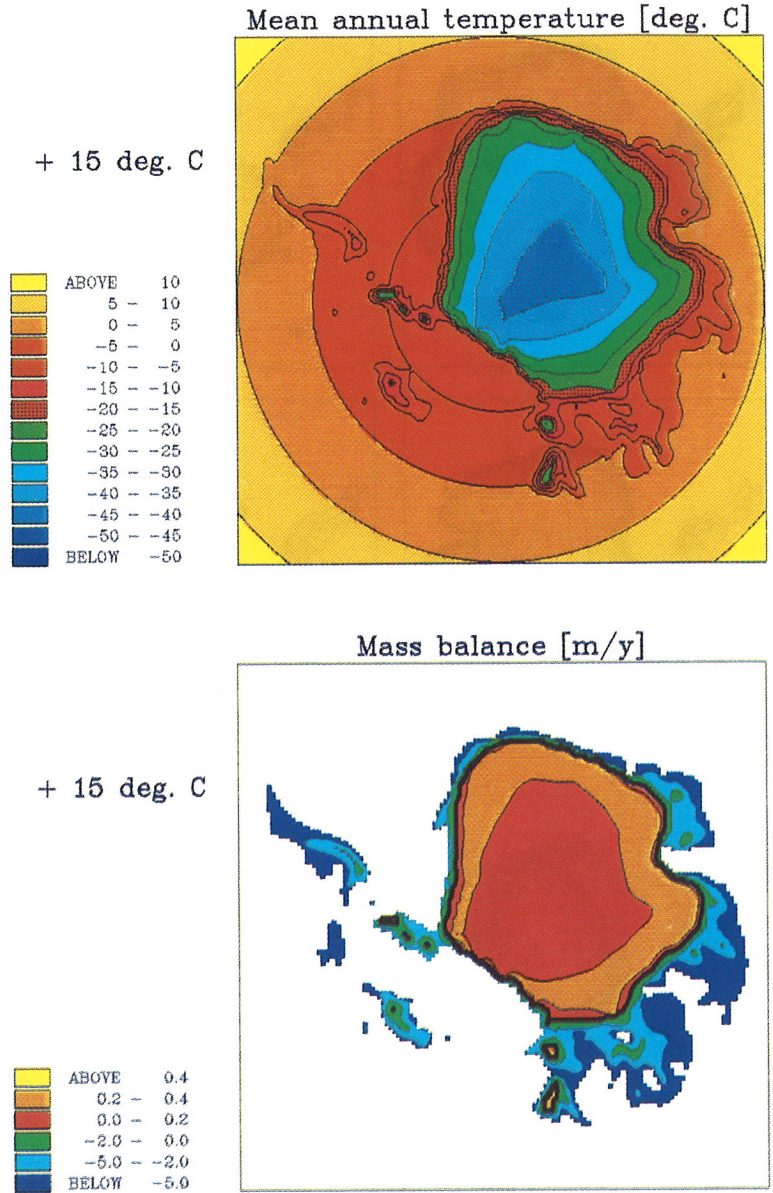 Mean annual temperature [deg. C]
+ 15 deg. C
ABOVE 10
5 - 10
0 - 5
-5 - 0
-10 - -5
-15 - -10
-20 - -15
-25 - -20
-30 - -25
-35 - -30
-40 - -35
-45 - -40
-50 - -45
BELOW -50
Mass balance [m/y]
+ 15 deg. C
ABOVE 0.4
0.2 - 0.4
0.0 - 0.2
-2.0 - 0.0
-5.0 - -2.0
BELOW -5.0